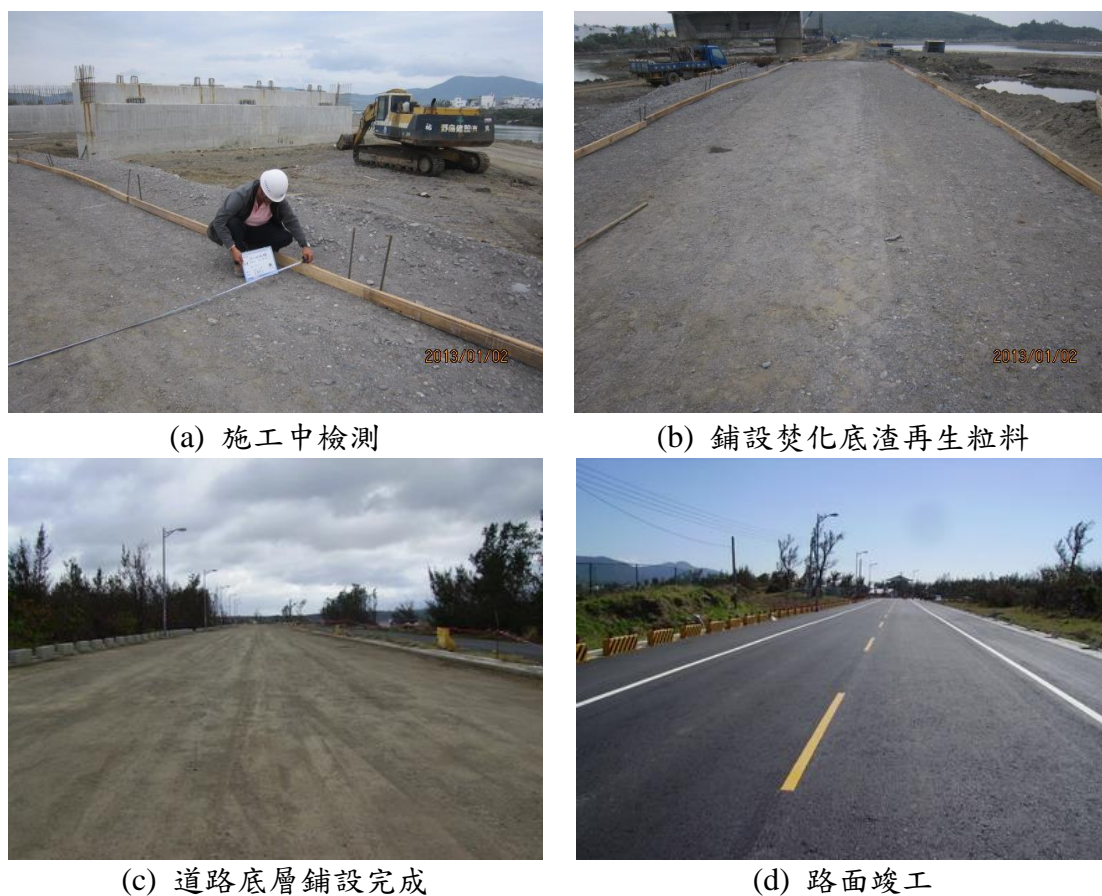 2013/01/02
2013/01/02
(a) 施工中檢測
(b) 鋪設焚化底渣再生粒料
(c) 道路底層鋪設完成
(d) 路面竣工